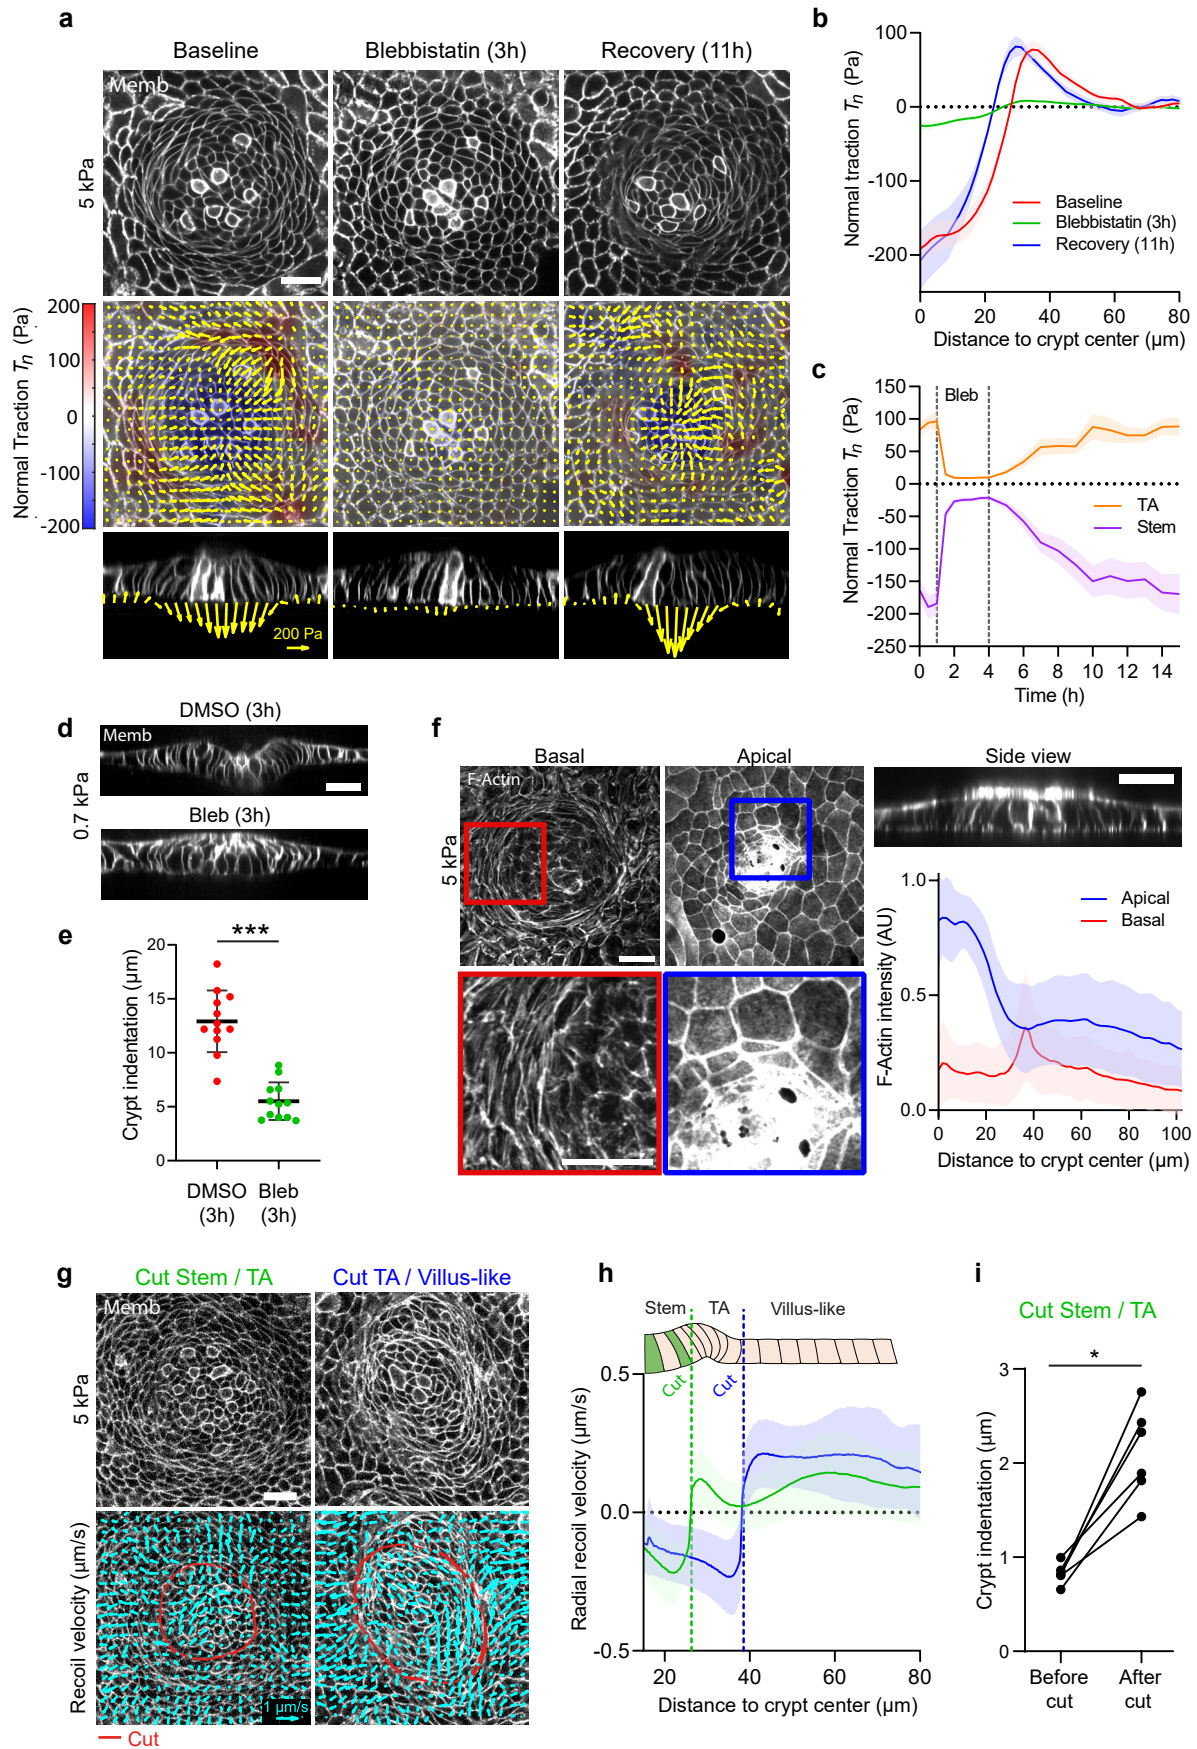 a
Baseline
Blebbistatin (3h)
Recovery (11h)
5 kPa
Memb
Normal Traction Tn (Pa)
200
100
0
-100
-200
200 Pa
b
Normal traction Tn (Pa)
100
0
-100
-200
Baseline
Blebbistatin (3h)
Recovery (11h)
0 20 40 60 80
Distance to crypt center (µm)
c
Normal Traction Tn (Pa)
150
100
50
0
-50
-100
-150
-200
-250
Bleb
TA
Stem
0 2 4 6 8 10 12 14
Time (h)
d
DMSO (3h)
Memb
0.7 kPa
Bleb (3h)
e
***
Crypt indentation (µm)
20
15
10
5
0
DMSO Bleb
(3h) (3h)
f
Basal
Apical
Side view
5 kPa
F-Actin
F-Actin intensity (AU)
1.0
0.5
0.0
Apical
Basal
0 20 40 60 80 100
Distance to crypt center (µm)
g
Cut Stem / TA
Cut TA / Villus-like
5 kPa
Memb
Recoil velocity (µm/s)
1 µm/s
Cut
h
Stem TA Villus-like
Cut Cut
Radial recoil velocity (µm/s)
0.5
0.0
-0.5
20 40 60 80
Distance to crypt center (µm)
i
Cut Stem / TA
*
Crypt indentation (µm)
3
2
1
0
Before After
cut cut